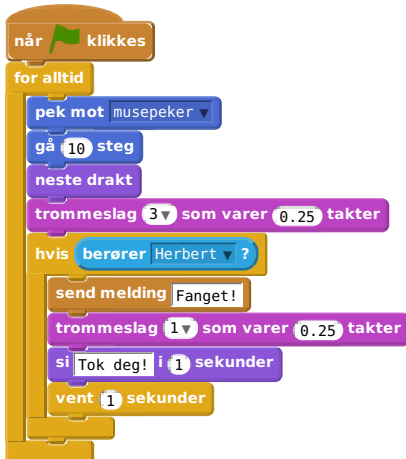 når klikkes
for alltid
pek mot musepeker
gå 10 steg
neste drakt
trommeslag 3 som varer 0.25 takter
hvis berører Herbert ?
send melding Fanget!
trommeslag 1 som varer 0.25 takter
si Tok deg! i 1 sekunder
vent 1 sekunder